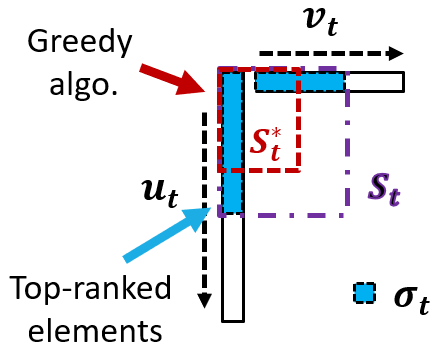 v_t
Greedy
algo.
S_t^*
u_t
S_t
Top-ranked
elements
σ_t